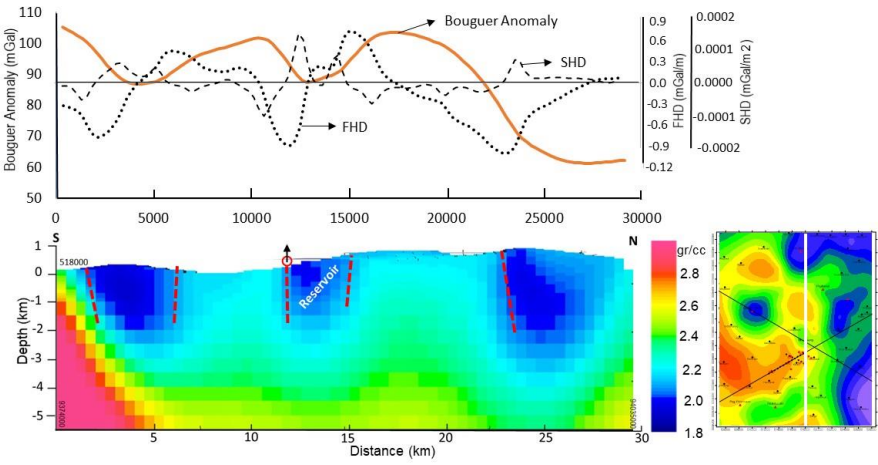 110
100
90
80
70
60
50
Bouguer Anomaly (mGal)
Bouguer Anomaly
SHD
FHD
0.9
0.6
0.3
0.0
-0.3
-0.6
-0.9
-0.12
FHD (mGal/m)
0.0002
0.0001
0.0000
-0.0001
-0.0002
SHD (mGal/m 2)
0 5000 10000 15000 20000 25000 30000
S N
518000
1
0
-1
-2
-3
-4
-5
Depth (km)
Reservoir
9374000
5 10 15 20 25 30
Distance (km)
gr/cc
2.8
2.6
2.4
2.2
2.0
1.8